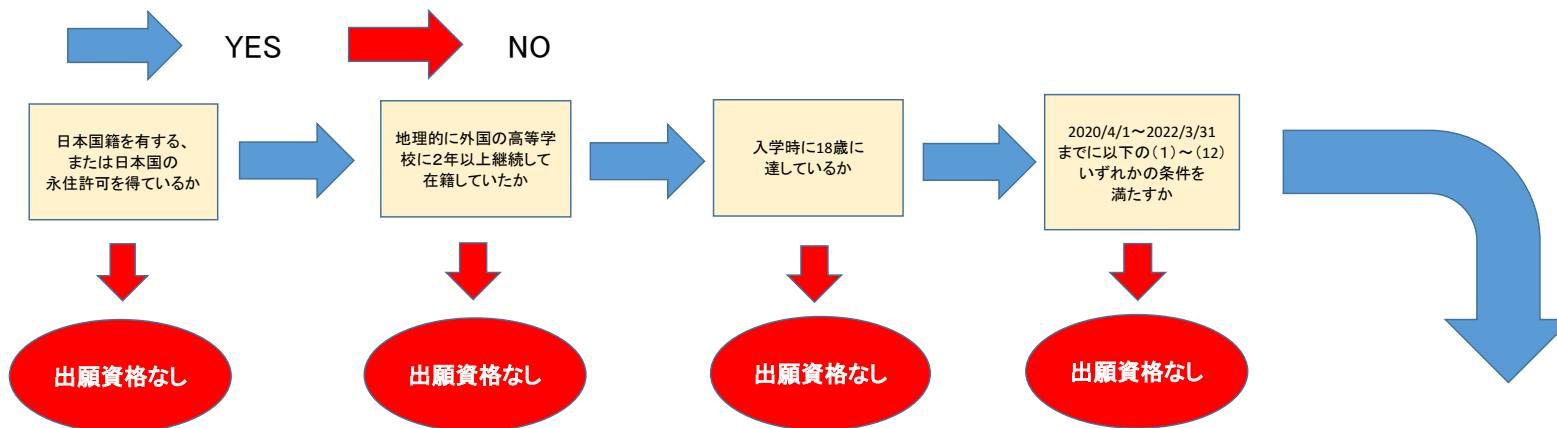 YES
NO
日本国籍を有する、
または日本国の
永住許可を得ているか
地理的に外国の高等学
校に２年以上継続して
在籍していたか
入学時に18歳に
達しているか
2020/4/1～2022/3/31
までに以下の（１）～（12）
いずれかの条件を
満たすか
出願資格なし
出願資格なし
出願資格なし
出願資格なし